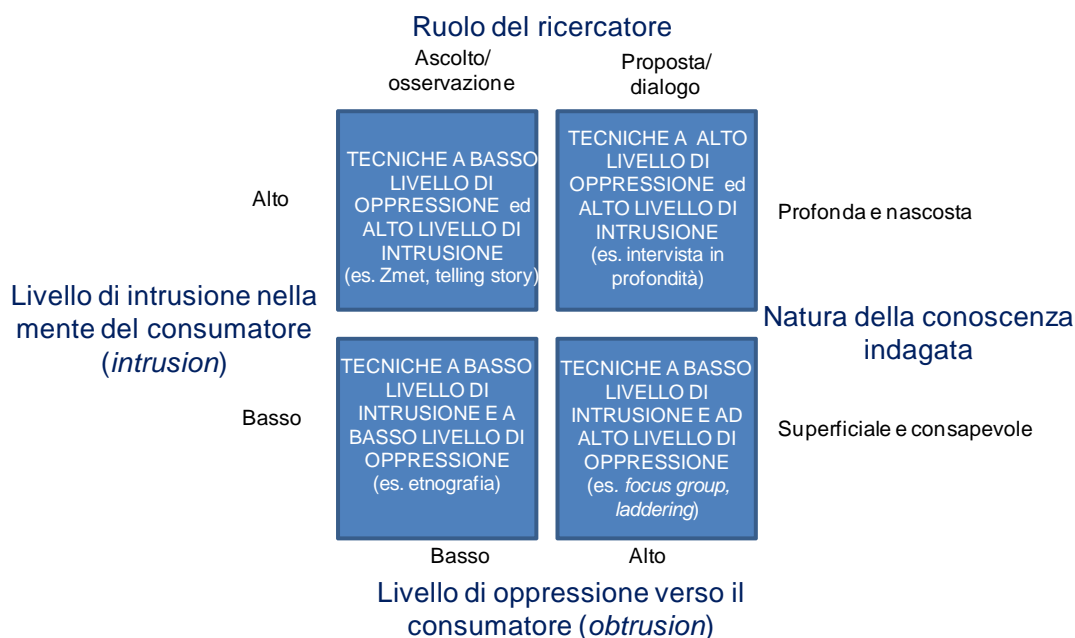 Ruolo del ricercatore
Ascolto/
osservazione
Proposta/
dialogo
Alto
TECNICHE A BASSO
LIVELLO DI
OPPRESSIONE ed
ALTO LIVELLO DI
INTRUSIONE
(es. Zmet, telling story)
TECNICHE A ALTO
LIVELLO DI
OPPRESSIONE ed
ALTO LIVELLO DI
INTRUSIONE
(es. intervista in
profondità)
Profonda e nascosta
Livello di intrusione nella
mente del consumatore
(intrusion)
Natura della conoscenza
indagata
Basso
TECNICHE A BASSO
LIVELLO DI
INTRUSIONE E A
BASSO LIVELLO DI
OPPRESSIONE
(es. etnografia)
TECNICHE A BASSO
LIVELLO DI
INTRUSIONE E AD
ALTO LIVELLO DI
OPPRESSIONE
(es. focus group,
laddering)
Superficiale e consapevole
Basso
Alto
Livello di oppressione verso il
consumatore (obtrusion)